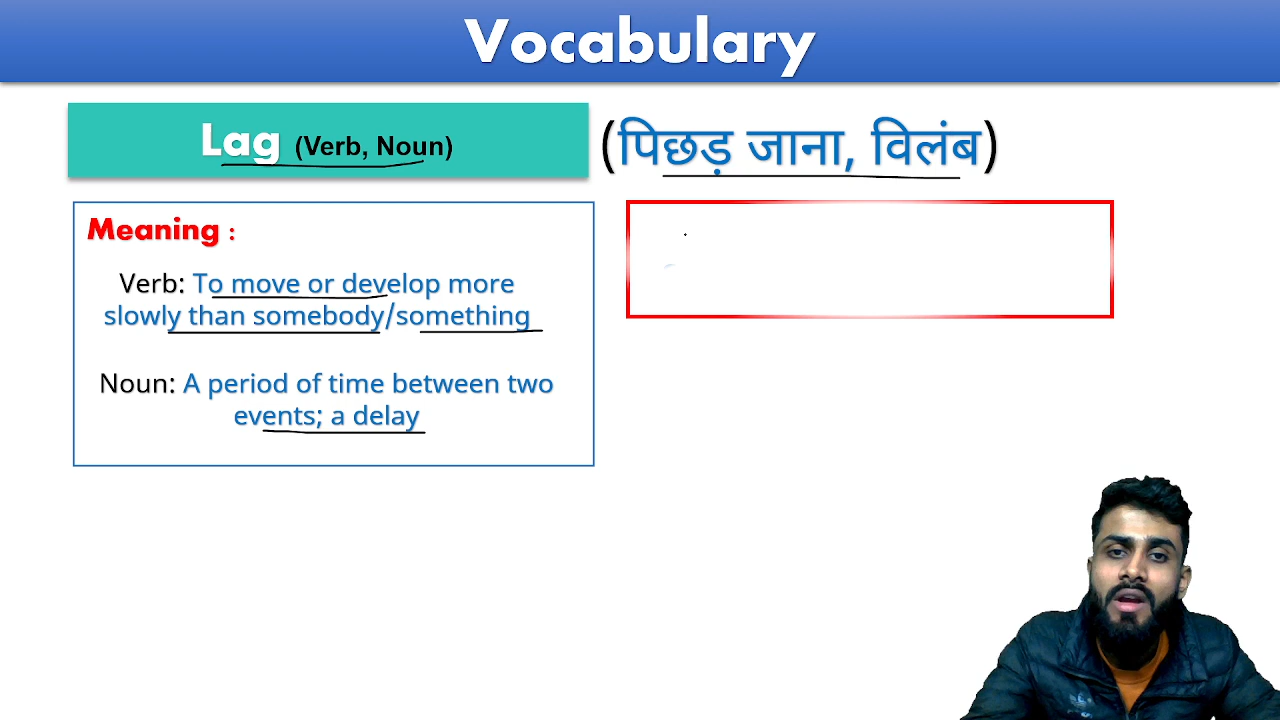 Vocabulary
Lag (Verb, Noun)
(पिछड़ जाना, विलंब)
Meaning :
Verb: To move or develop more
slowly than somebody/something
Noun: A period of time between two
events; a delay